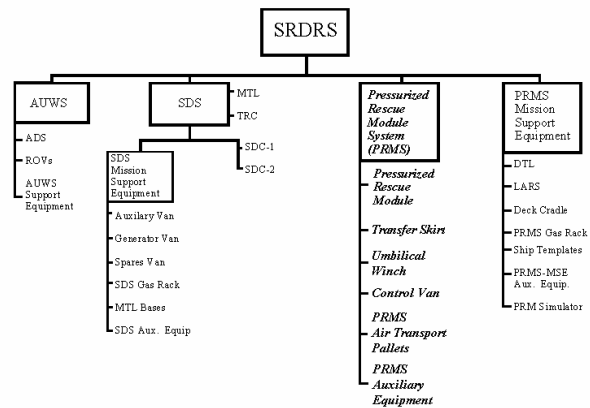 SRDRS
AUWS
ADS
ROVs
AUWS
Support
Equipment
SDS
MTL
TRC
SDC-1
SDC-2
SDS
Mission
Support
Equipment
Auxilary Van
Generator Van
Spares Van
SDS Gas Rack
MTL Bases
SDS Aux. Equip
Pressurized
Rescue
Module
System
(PRMS)
Pressurized
Rescue
Module
Transfer Skirt
Umbilical
Winch
Control Van
PRMS
Air Transport
Pallets
PRMS
Auxiliary
Equipment
PRMS
Mission
Support
Equipment
DTL
LARS
Deck Cradle
PRMS Gas Rack
Ship Templates
PRMS-MSE
Aux. Equip.
PRM Simulator